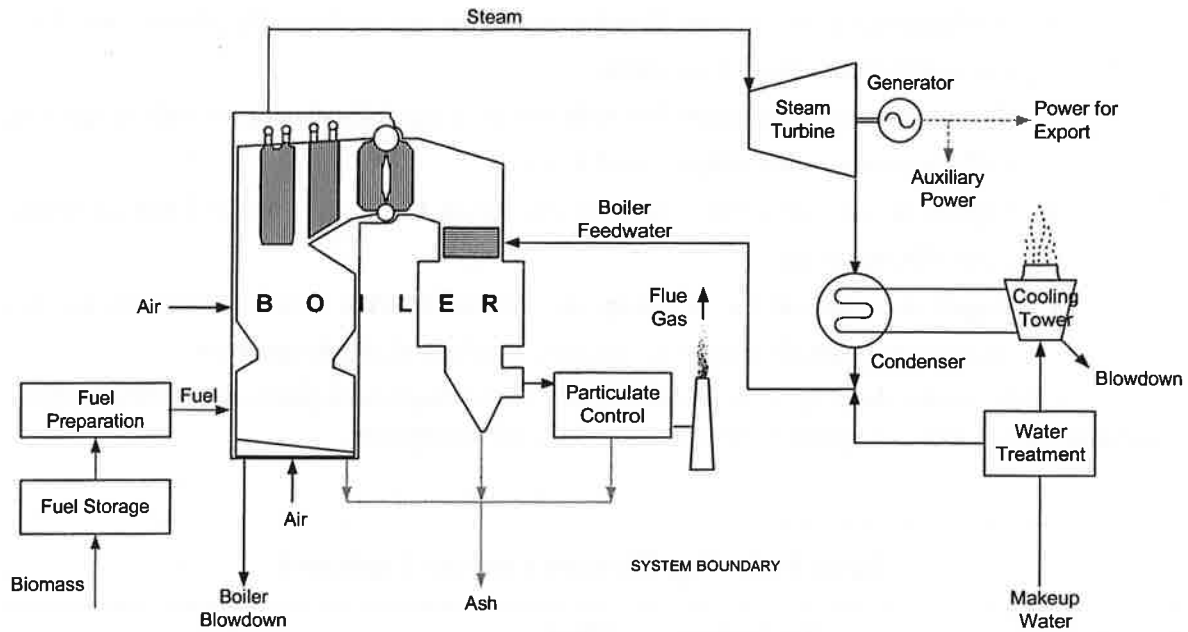 Steam
Generator
Steam
Turbine
Power for
Export
Auxiliary
Power
Boiler
Feedwater
Air
B O I L E R
Flue
Gas
Cooling
Tower
Condenser
Blowdown
Fuel
Preparation
Fuel
Particulate
Control
Water
Treatment
Fuel Storage
Air
SYSTEM BOUNDARY
Biomass
Boiler
Blowdown
Ash
Makeup
Water